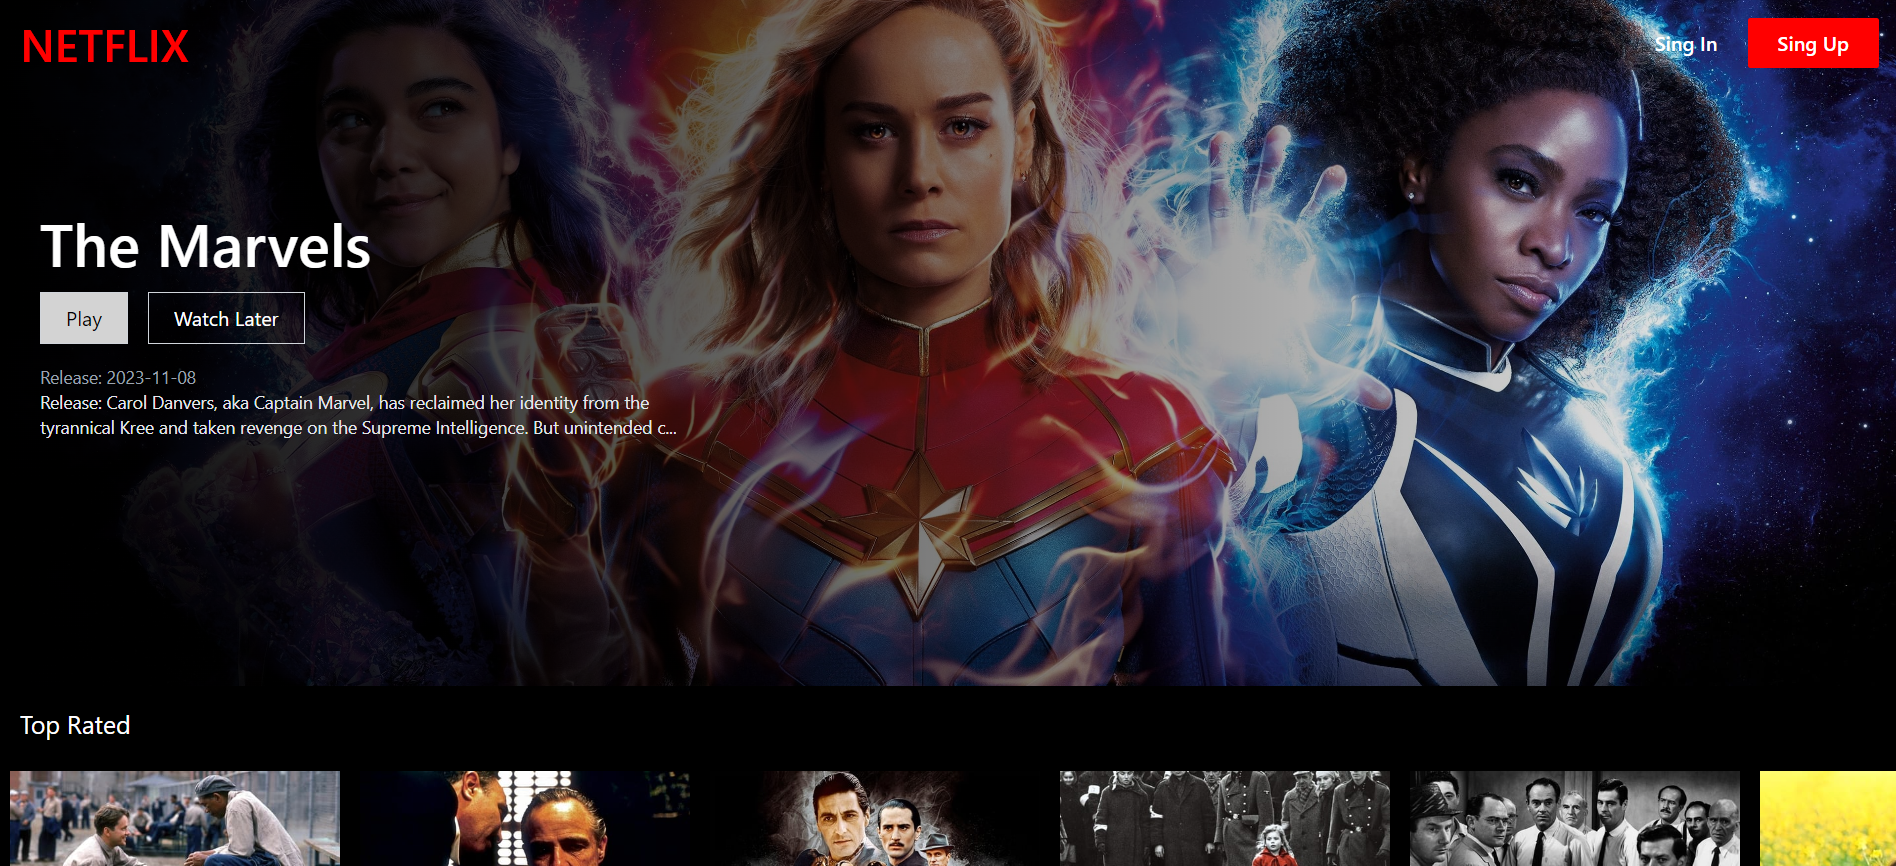 NETFLIX
Sing In
Sing Up
The Marvels
Play
Watch Later
Release: 2023-11-08
Release: Carol Danvers, aka Captain Marvel, has reclaimed her identity from the
tyrannical Kree and taken revenge on the Supreme Intelligence. But unintended c...
Top Rated